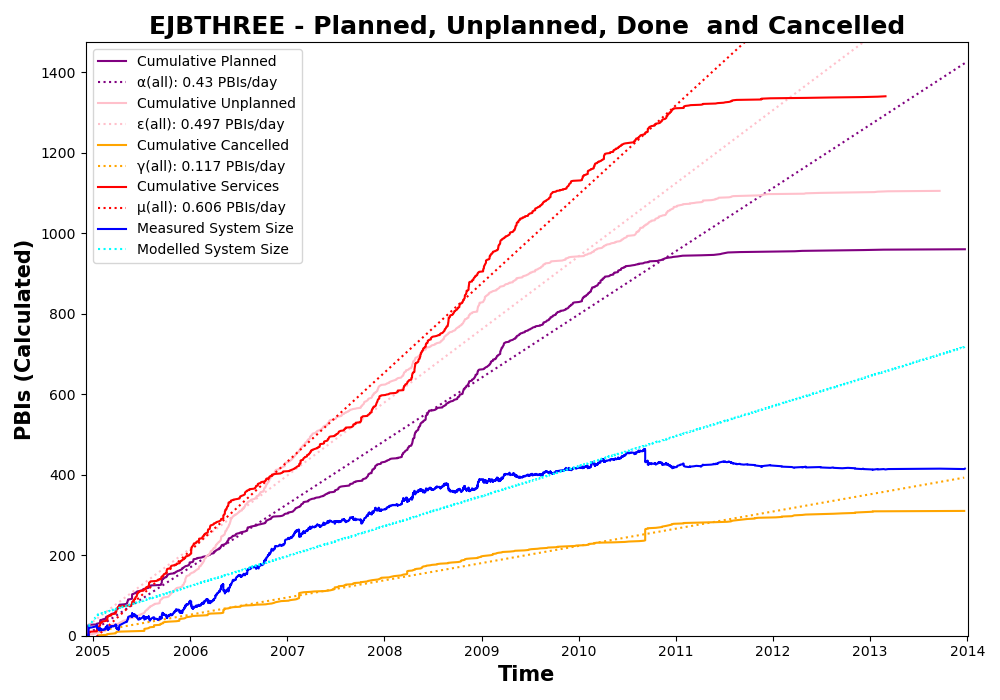 EJBTHREE - Planned, Unplanned, Done  and Cancelled
PBIs (Calculated)
1400
1200
1000
800
600
400
200
0
Cumulative Planned
α(all): 0.43 PBIs/day
Cumulative Unplanned
ε(all): 0.497 PBIs/day
Cumulative Cancelled
γ(all): 0.117 PBIs/day
Cumulative Services
μ(all): 0.606 PBIs/day
Measured System Size
Modelled System Size
2005 2006 2007 2008 2009 2010 2011 2012 2013 2014
Time